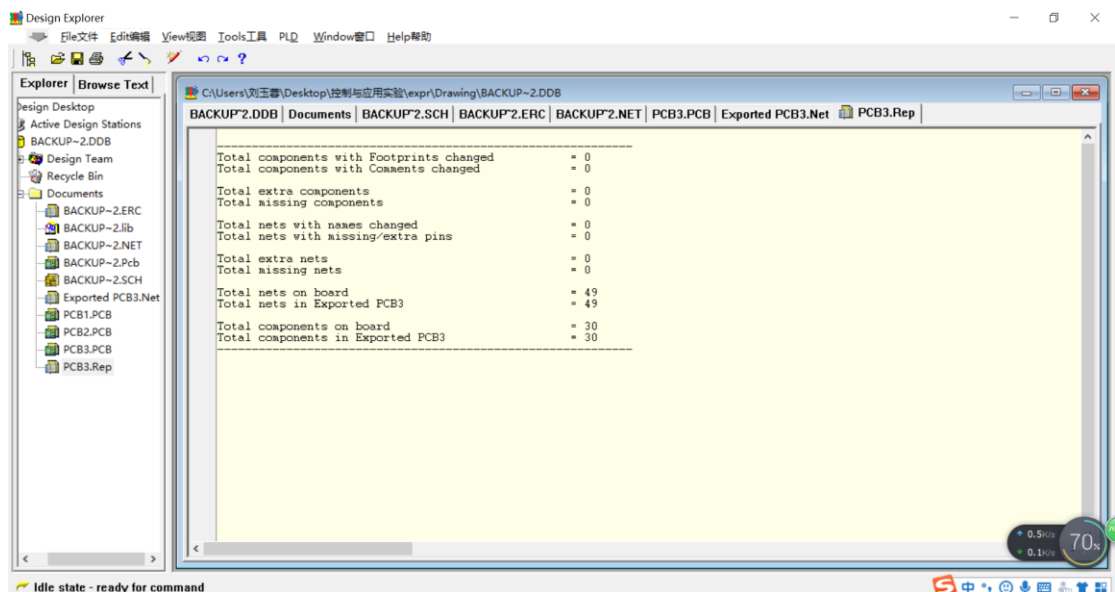 Design Explorer
File文件 Edit编辑 View视图 Tools工具 PLD Window窗口 Help帮助
Explorer Browse Text
Design Desktop
Active Design Stations
BACKUP~2.DDB
Design Team
Recycle Bin
Documents
BACKUP~2.ERC
BACKUP~2.lib
BACKUP~2.NET
BACKUP~2.Pcb
BACKUP~2.SCH
Exported PCB3.Net
PCB1.PCB
PCB2.PCB
PCB3.PCB
PCB3.Rep
C:\Users\刘玉蓉\Desktop\控制与应用实验\expr\Drawing\BACKUP~2.DDB
BACKUP~2.DDB Documents BACKUP~2.SCH BACKUP~2.ERC BACKUP~2.NET PCB3.PCB Exported PCB3.Net PCB3.Rep
Total components with Footprints changed = 0
Total components with Comments changed = 0
Total extra components = 0
Total missing components = 0
Total nets with names changed = 0
Total nets with missing/extra pins = 0
Total extra nets = 0
Total missing nets = 0
Total nets on board = 49
Total nets in Exported PCB3 = 49
Total components on board = 30
Total components in Exported PCB3 = 30
0.5K/s
0.1K/s
70%
Idle state - ready for command
中